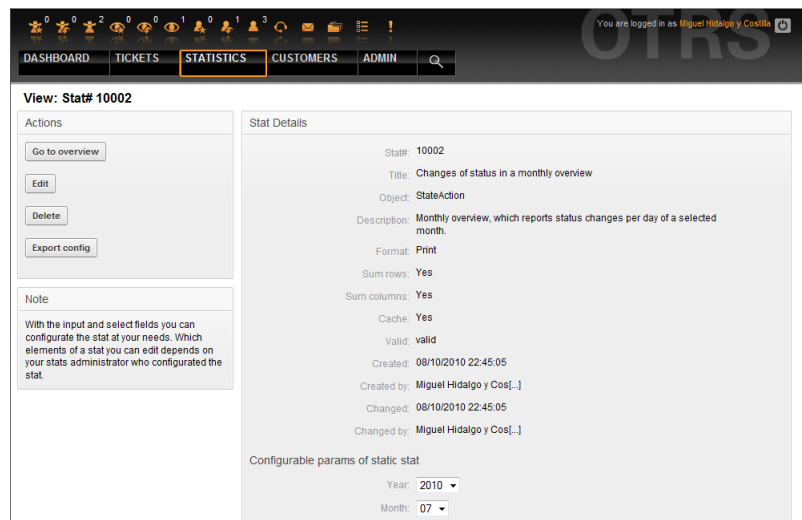 0 0 2 0 0 1 0 1 3
You are logged in as Miguel Hidalgo y Costilla
OTRS
DASHBOARD TICKETS STATISTICS CUSTOMERS ADMIN
View: Stat# 10002
Actions
Go to overview
Edit
Delete
Export config
Note
With the input and select fields you can
configurate the stat at your needs. Which
elements of a stat you can edit depends on
your stats administrator who configurated the
stat.
Stat Details
Stat#: 10002
Title: Changes of status in a monthly overview
Object: StateAction
Description: Monthly overview, which reports status changes per day of a selected
month.
Format: Print
Sum rows: Yes
Sum columns: Yes
Cache: Yes
Valid: valid
Created: 08/10/2010 22:45:05
Created by: Miguel Hidalgo y Cos[...]
Changed: 08/10/2010 22:45:05
Changed by: Miguel Hidalgo y Cos[...]
Configurable params of static stat
Year: 2010
Month: 07